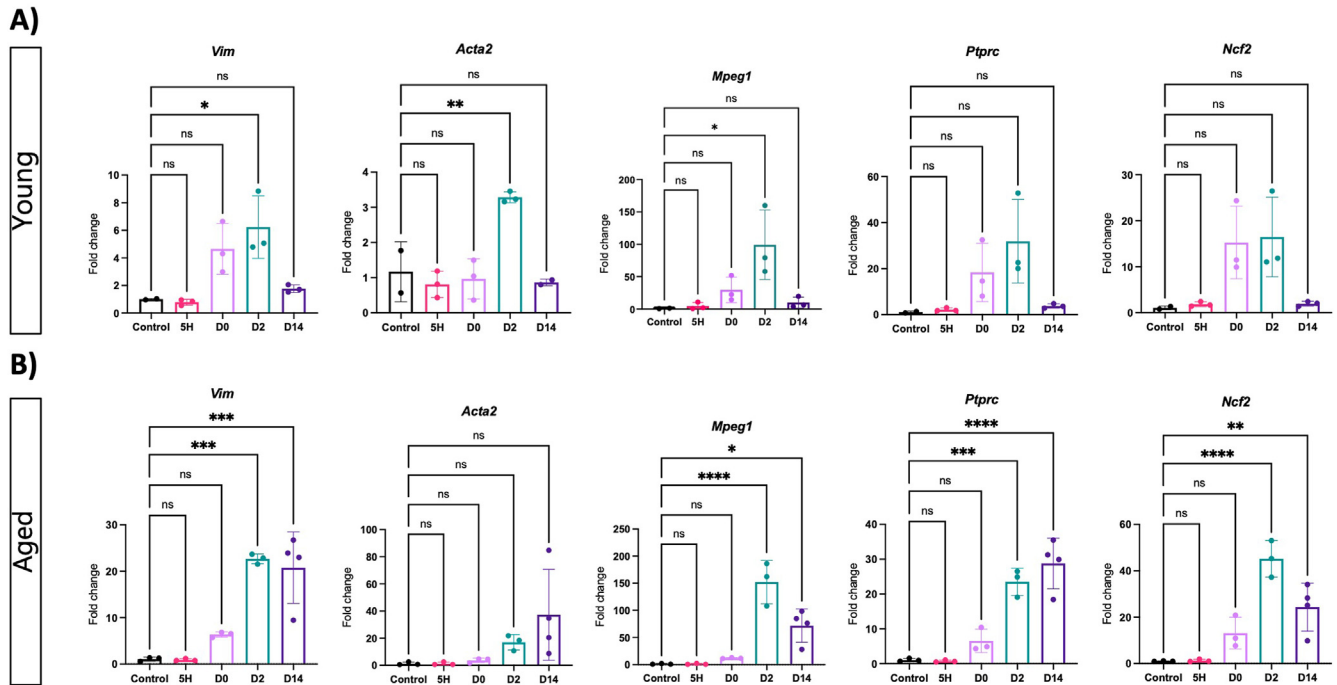 A)
Young
Vim
ns
*
ns
ns
10
8
6
4
2
0
Fold change
Control 5H D0 D2 D14
Acta2
ns
**
ns
ns
4
3
2
1
0
Fold change
Control 5H D0 D2 D14
Mpeg1
ns
*
ns
ns
200
150
100
50
0
Fold change
Control 5H D0 D2 D14
Ptprc
ns
ns
ns
ns
60
40
20
0
Fold change
Control 5H D0 D2 D14
Ncf2
ns
ns
ns
ns
30
20
10
0
Fold change
Control 5H D0 D2 D14
B)
Aged
Vim
***
***
ns
ns
30
20
10
0
Fold change
Control 5H D0 D2 D14
Acta2
ns
ns
ns
ns
100
80
60
40
20
0
Fold change
Control 5H D0 D2 D14
Mpeg1
*
****
ns
ns
250
200
150
100
50
0
Fold change
Control 5H D0 D2 D14
Ptprc
****
***
ns
ns
40
30
20
10
0
Fold change
Control 5H D0 D2 D14
Ncf2
**
****
ns
ns
60
40
20
0
Fold change
Control 5H D0 D2 D14